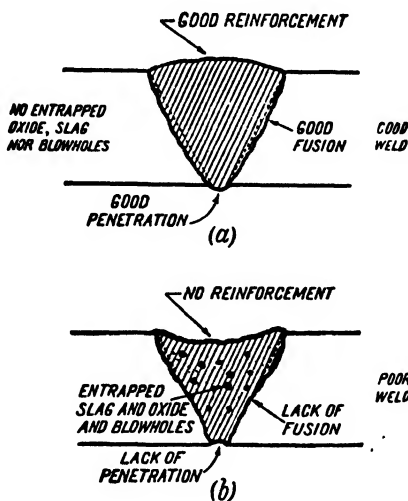 GOOD REINFORCEMENT
NO ENTRAPPED
OXIDE, SLAG
NOR BLOWHOLES
GOOD
FUSION
GOOD
WELD
GOOD
PENETRATION
(a)
NO REINFORCEMENT
ENTRAPPED
SLAG AND OXIDE
AND BLOWHOLES
POOR
WELD
LACK OF
FUSION
LACK OF
PENETRATION
(b)